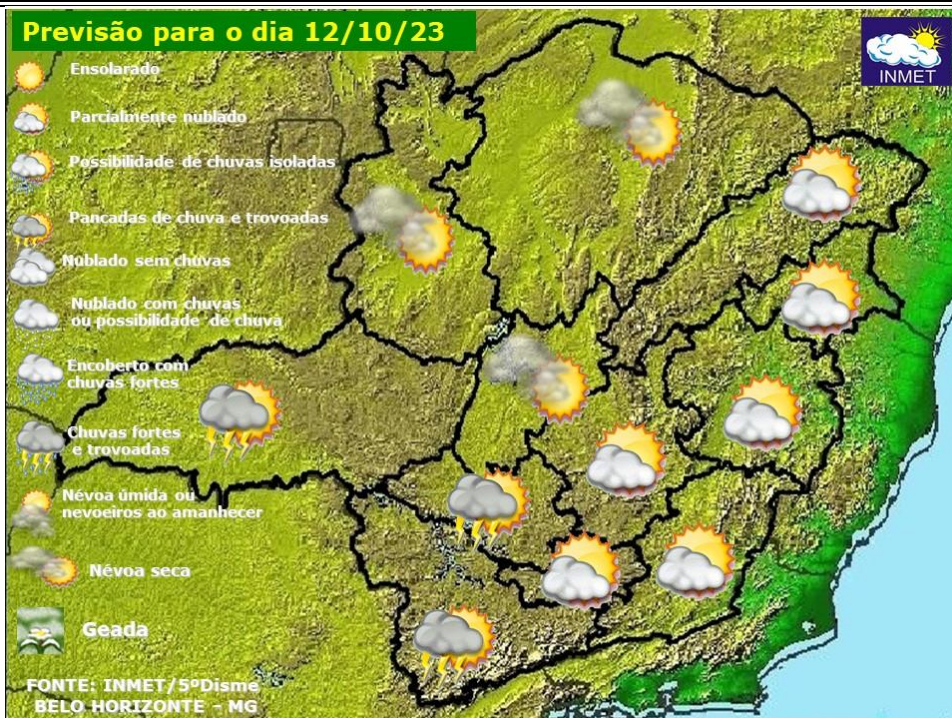 Previsão para o dia 12/10/23
INMET
Ensolarado
Parcialmente nublado
Possibilidade de chuvas isoladas
Pancadas de chuva e trovoadas
Nublado sem chuvas
Nublado com chuvas
ou possibilidade de chuva
Encoberto com
chuvas fortes
Chuvas fortes
e trovoadas
Névoa úmida ou
nevoeiros ao amanhecer
Névoa seca
Geada
FONTE: INMET/5ºDisme
BELO HORIZONTE - MG